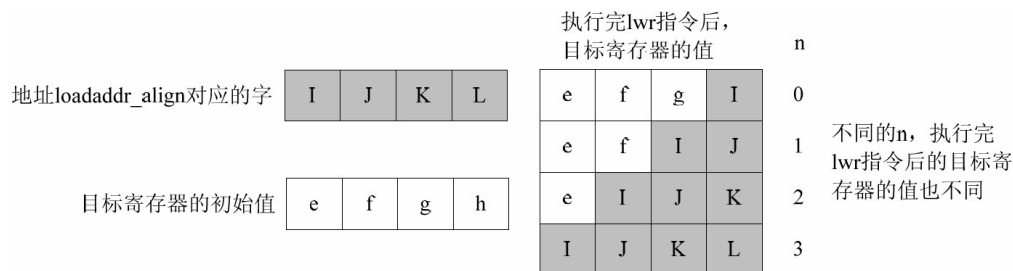 执行完lwr指令后，
目标寄存器的值
n
地址loadaddr_align对应的字
I J K L
e f g I 0
e f I J 1
不同的n，执行完
lwr指令后的目标寄
存器的值也不同
目标寄存器的初始值
e f g h
e I J K 2
I J K L 3